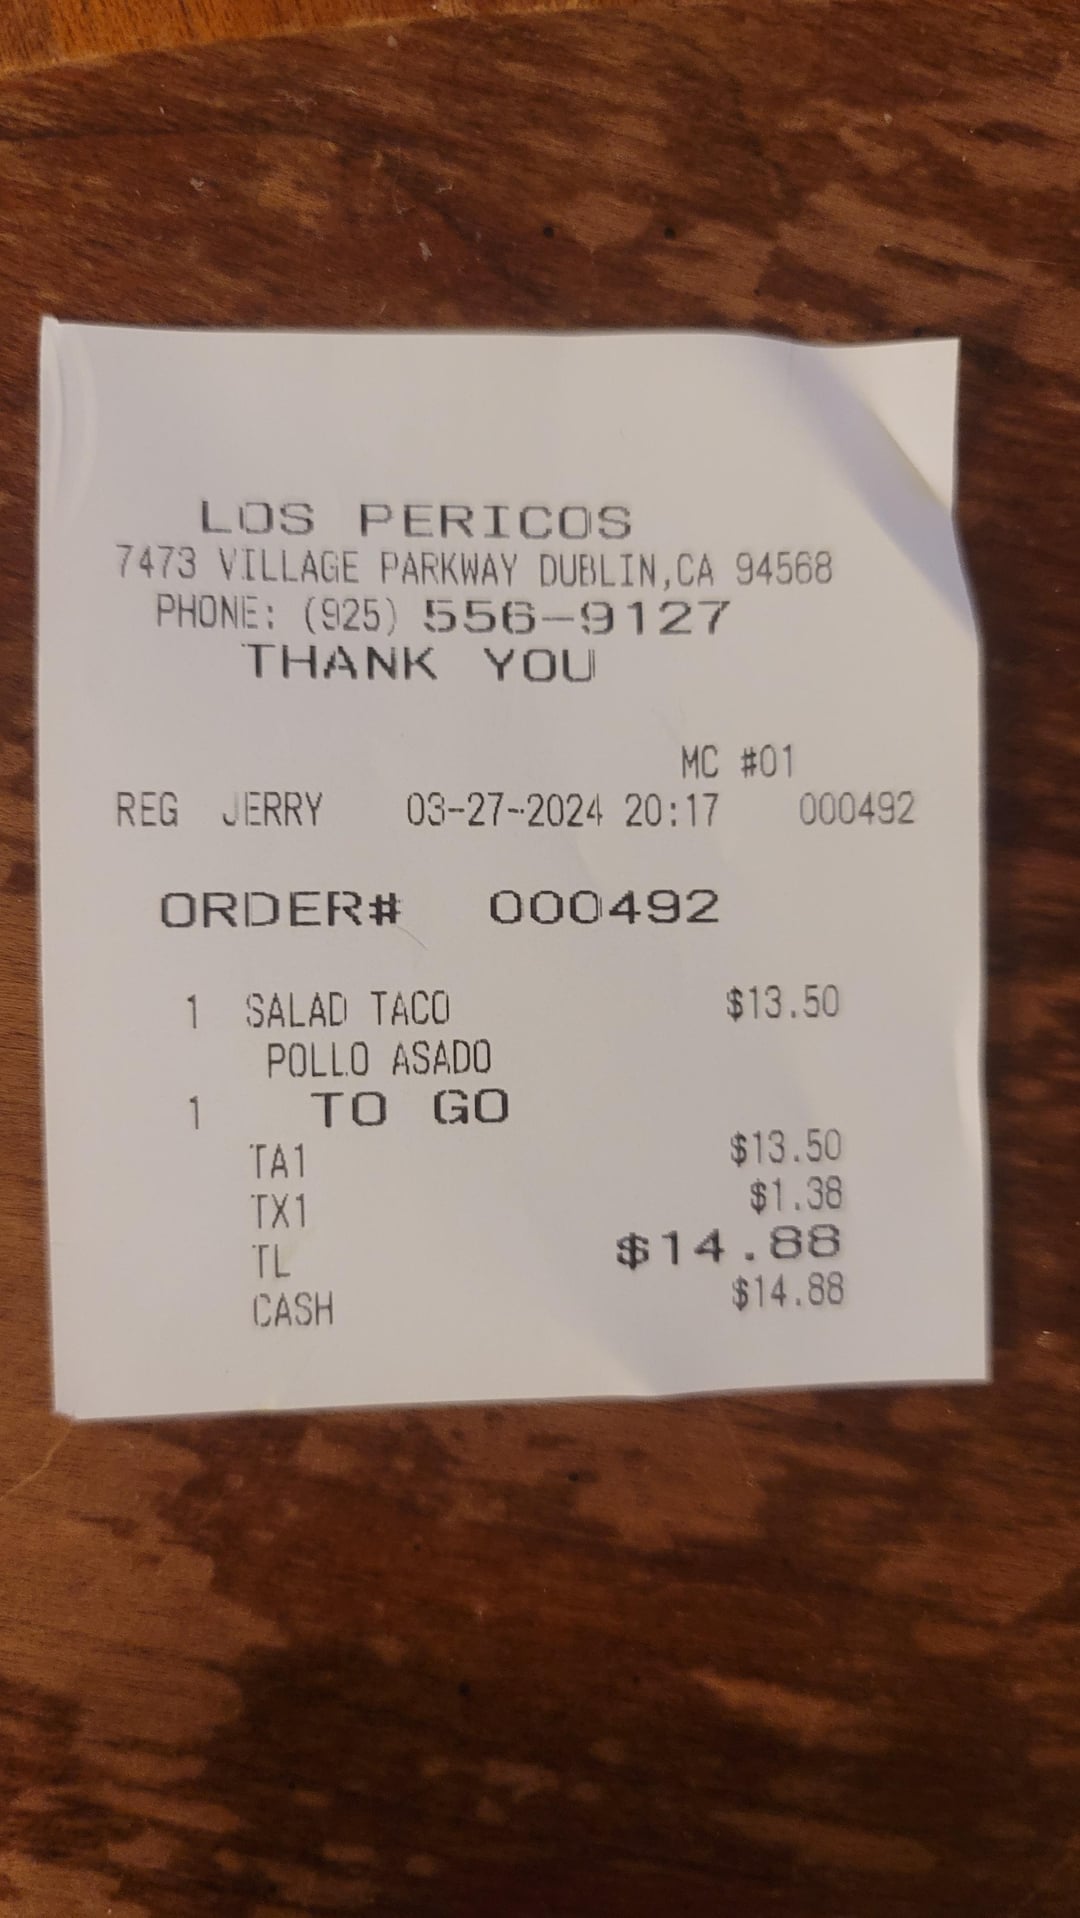 LOS PERICOS
7473 VILLAGE PARKWAY DUBLIN,CA 94568
PHONE: (925) 556-9127
THANK YOU
MC #01
REG JERRY 03-27-2024 20:17 000492
ORDER# 000492
1 SALAD TACO $13.50
POLLO ASADO
1 TO GO
TA1 $13.50
TX1 $1.38
TL $14.88
CASH $14.88